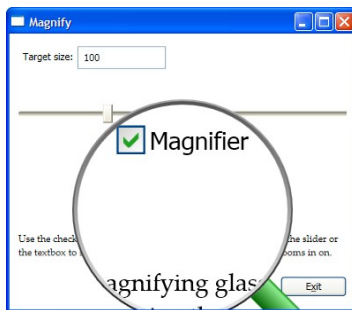 Magnify
Target size: 100
Magnifier
Use the check the slider or
the textbox to ooms in on.
agnifying glas
Exit